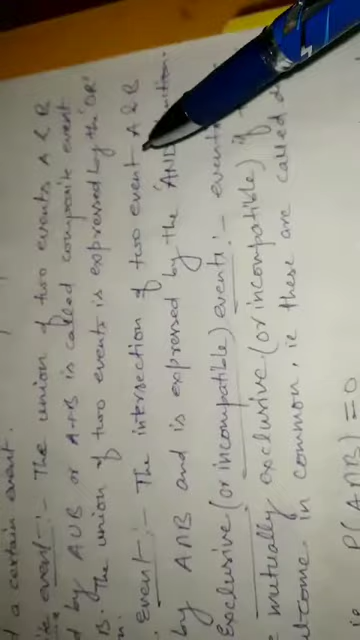 a certain event.
event :- The union of two events A & B
by A∪B or A+B is called composite event
B. The union of two events is expressed by the 'OR'
event :- The intersection of two event A & B
by A∩B and is expressed by the 'AND
Exclusive (or incompatible) events :- event
mutually exclusive (or incompatible) if
in common, ie these are called
P(A∩B) = 0